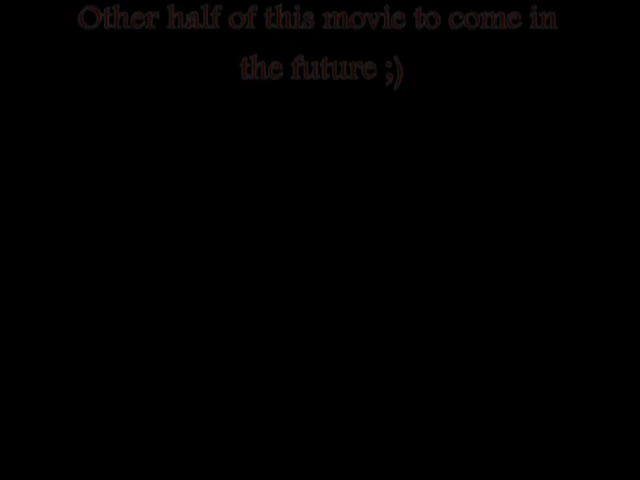 Other half of this movie to come in
the future ;)